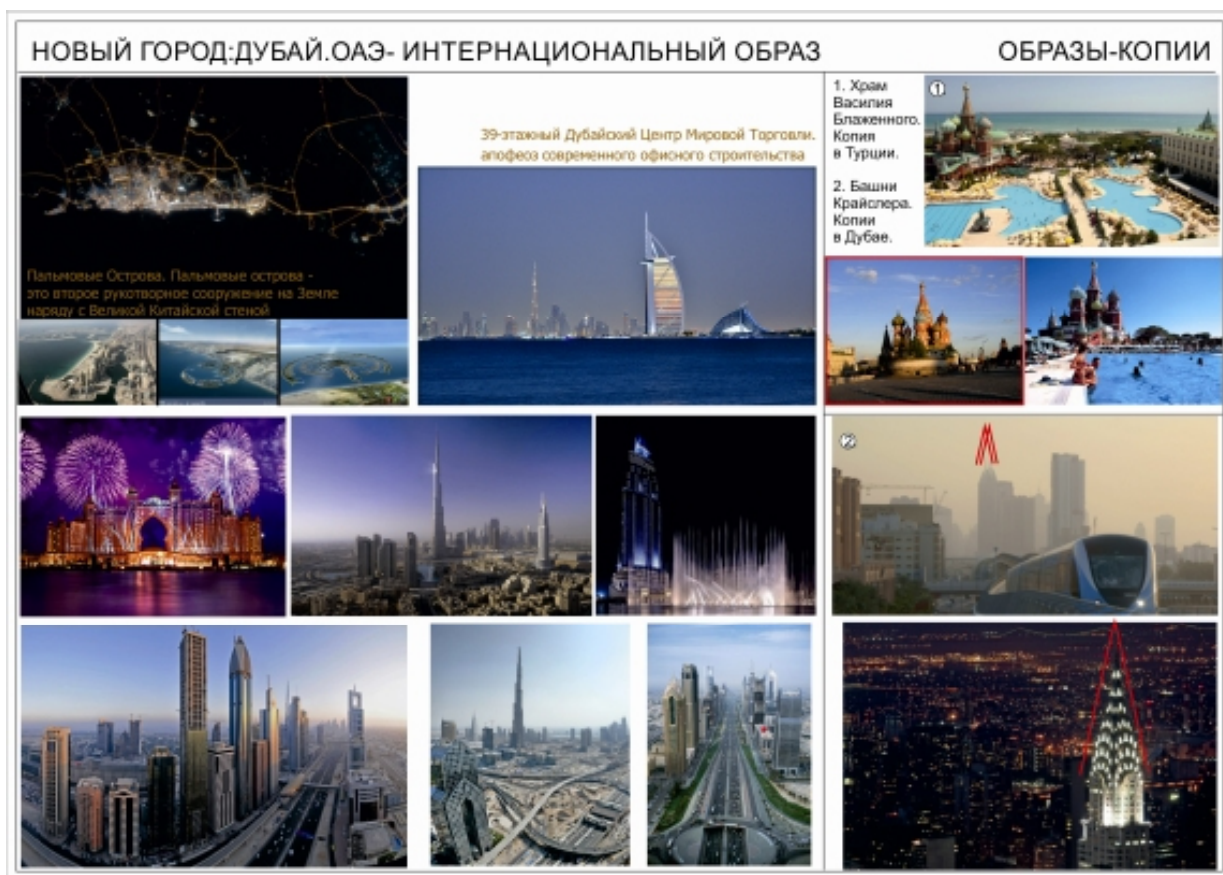 НОВЫЙ ГОРОД:ДУБАЙ.ОАЭ- ИНТЕРНАЦИОНАЛЬНЫЙ ОБРАЗ
ОБРАЗЫ-КОПИИ
39-этажный Дубайский Центр Мировой Торговли.
апофеоз современного офисного строительства
Пальмовые Острова. Пальмовые острова -
это второе рукотворное сооружение на Земле
наряду с Великой Китайской стеной
1. Храм
Василия
Блаженного.
Копия
в Турции.
2. Башни
Крайслера.
Копии
в Дубае.
1
2